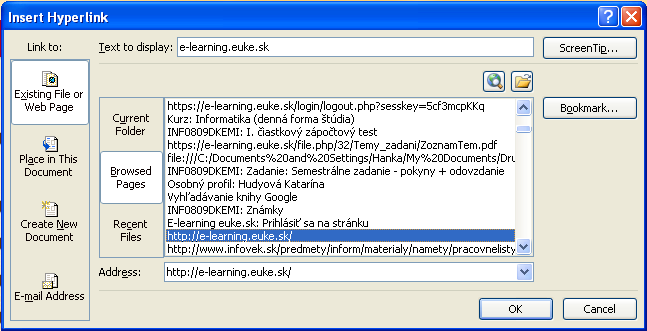 Insert Hyperlink
Link to:
Text to display:
e-learning.euke.sk
ScreenTip...
Existing File or
Web Page
Place in This
Document
Create New
Document
E-mail Address
Current
Folder
Browsed
Pages
Recent
Files
https://e-learning.euke.sk/login/logout.php?sesskey=5cf3mcpKKq
Kurz: Informatika (denná forma štúdia)
INF0809DKEMI: I. čiastkový zápočtový test
https://e-learning.euke.sk/file.php/32/Temy_zadani/ZoznamTem.pdf
file:///C:/Documents%20and%20Settings/Hanka/My%20Documents/Dru
INF0809DKEMI: Zadanie: Semestrálne zadanie - pokyny + odovzdanie
Osobný profil: Hudyová Katarína
Vyhľadávanie knihy Google
INF0809DKEMI: Známky
E-learning euke.sk: Prihlásiť sa na stránku
http://e-learning.euke.sk/
http://www.infovek.sk/predmety/inform/materialy/namety/pracovnelisty
Bookmark...
Address:
http://e-learning.euke.sk/
OK
Cancel